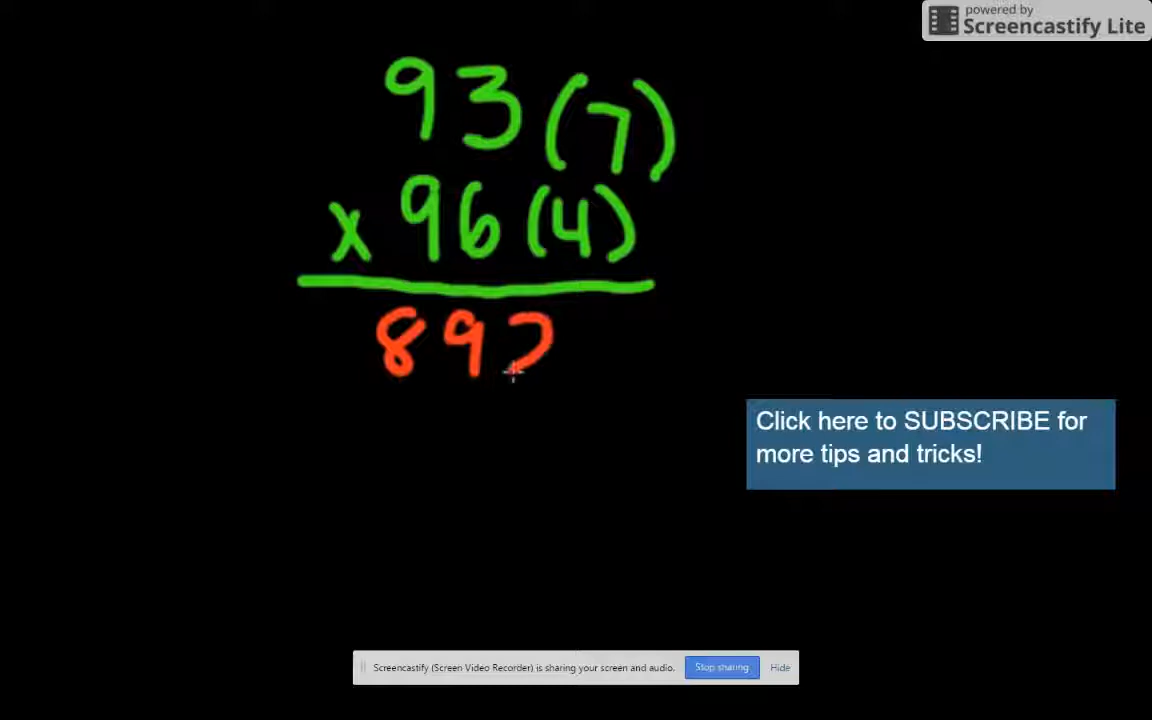 powered by
Screencastify Lite
93 (7)
x 96 (4)
892
Click here to SUBSCRIBE for
more tips and tricks!
Screencastify (Screen Video Recorder) is sharing your screen and audio. Stop sharing Hide